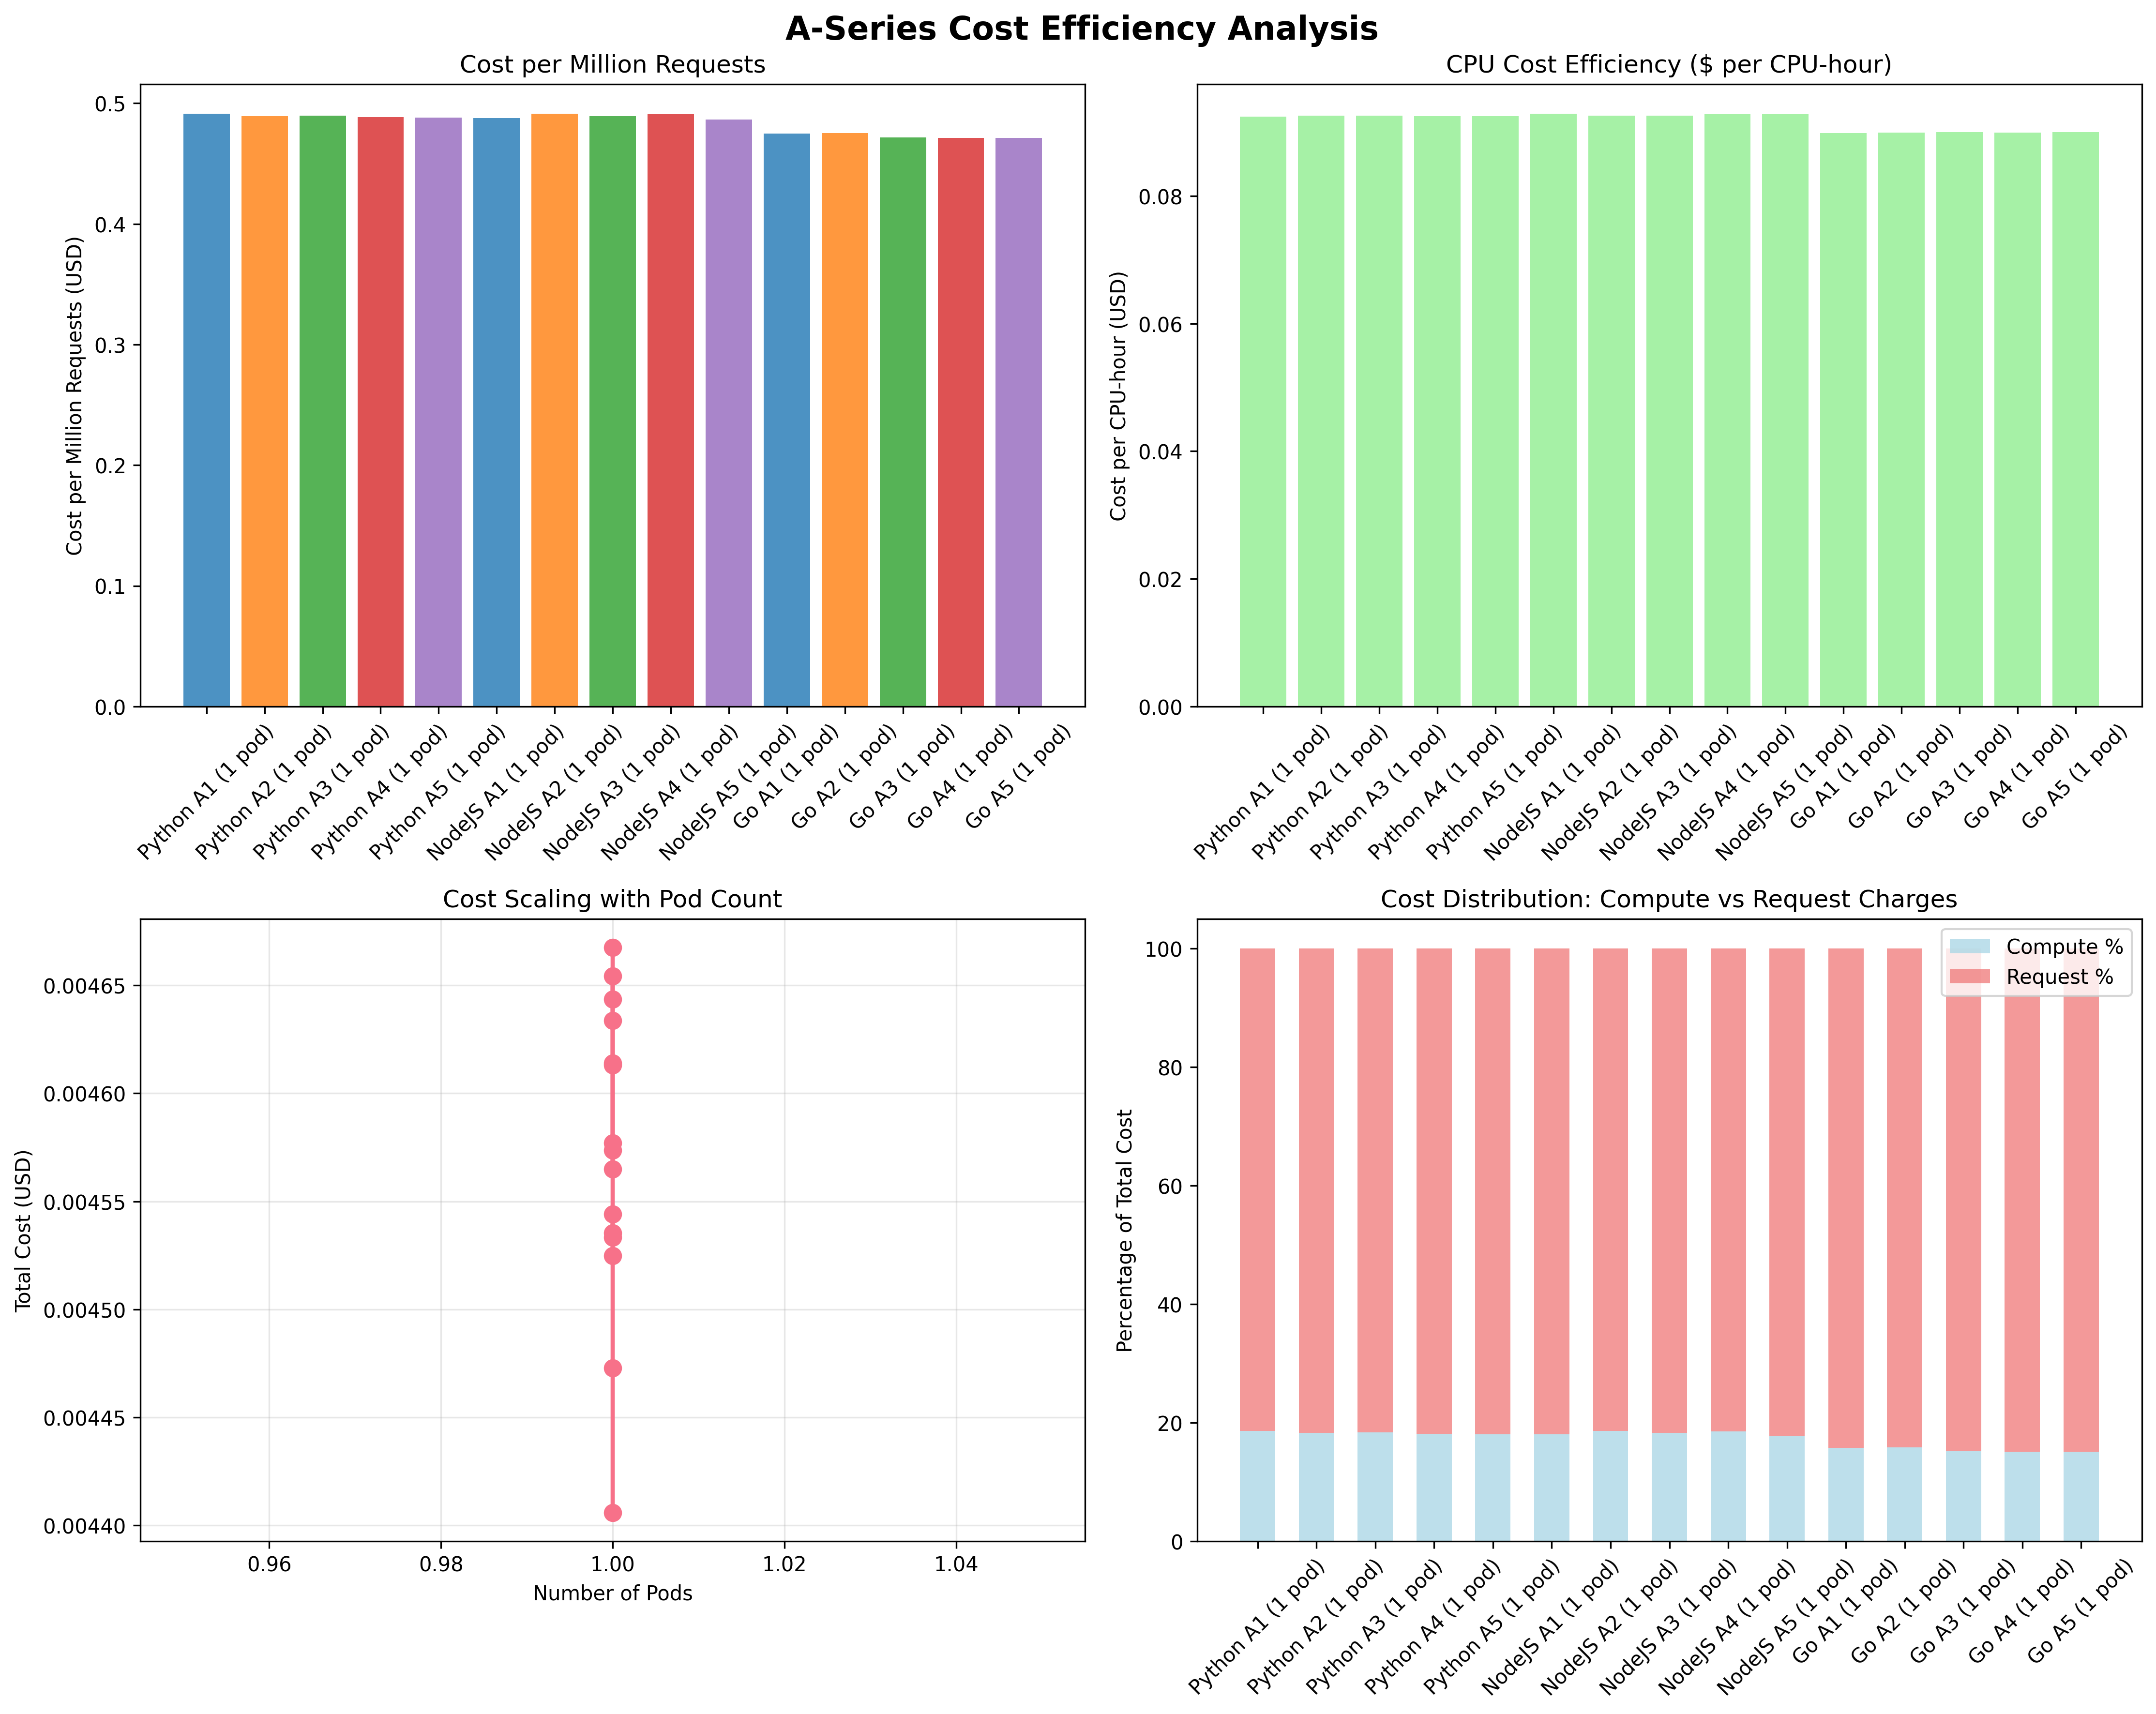 A-Series Cost Efficiency Analysis
Cost per Million Requests
Cost per Million Requests (USD)
0.5
0.4
0.3
0.2
0.1
0.0
Python A1 (1 pod)
Python A2 (1 pod)
Python A3 (1 pod)
Python A4 (1 pod)
Python A5 (1 pod)
NodeJS A1 (1 pod)
NodeJS A2 (1 pod)
NodeJS A3 (1 pod)
NodeJS A4 (1 pod)
NodeJS A5 (1 pod)
Go A1 (1 pod)
Go A2 (1 pod)
Go A3 (1 pod)
Go A4 (1 pod)
Go A5 (1 pod)
CPU Cost Efficiency ($ per CPU-hour)
Cost per CPU-hour (USD)
0.08
0.06
0.04
0.02
0.00
Python A1 (1 pod)
Python A2 (1 pod)
Python A3 (1 pod)
Python A4 (1 pod)
Python A5 (1 pod)
NodeJS A1 (1 pod)
NodeJS A2 (1 pod)
NodeJS A3 (1 pod)
NodeJS A4 (1 pod)
NodeJS A5 (1 pod)
Go A1 (1 pod)
Go A2 (1 pod)
Go A3 (1 pod)
Go A4 (1 pod)
Go A5 (1 pod)
Cost Scaling with Pod Count
Total Cost (USD)
0.00465
0.00460
0.00455
0.00450
0.00445
0.00440
0.96
0.98
1.00
1.02
1.04
Number of Pods
Cost Distribution: Compute vs Request Charges
Compute %
Request %
Percentage of Total Cost
100
80
60
40
20
0
Python A1 (1 pod)
Python A2 (1 pod)
Python A3 (1 pod)
Python A4 (1 pod)
Python A5 (1 pod)
NodeJS A1 (1 pod)
NodeJS A2 (1 pod)
NodeJS A3 (1 pod)
NodeJS A4 (1 pod)
NodeJS A5 (1 pod)
Go A1 (1 pod)
Go A2 (1 pod)
Go A3 (1 pod)
Go A4 (1 pod)
Go A5 (1 pod)